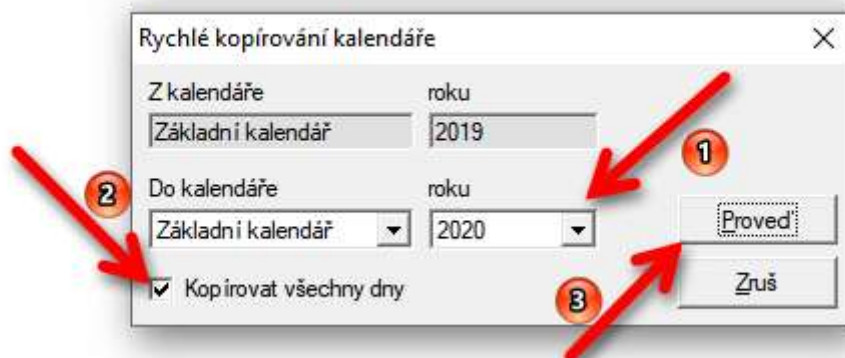 Rychlé kopírování kalendáře
Z kalendáře roku
Základní kalendář 2019
1
2 Do kalendáře roku
Základní kalendář 2020 Proveď
Kopírovat všechny dny 3 Zruš